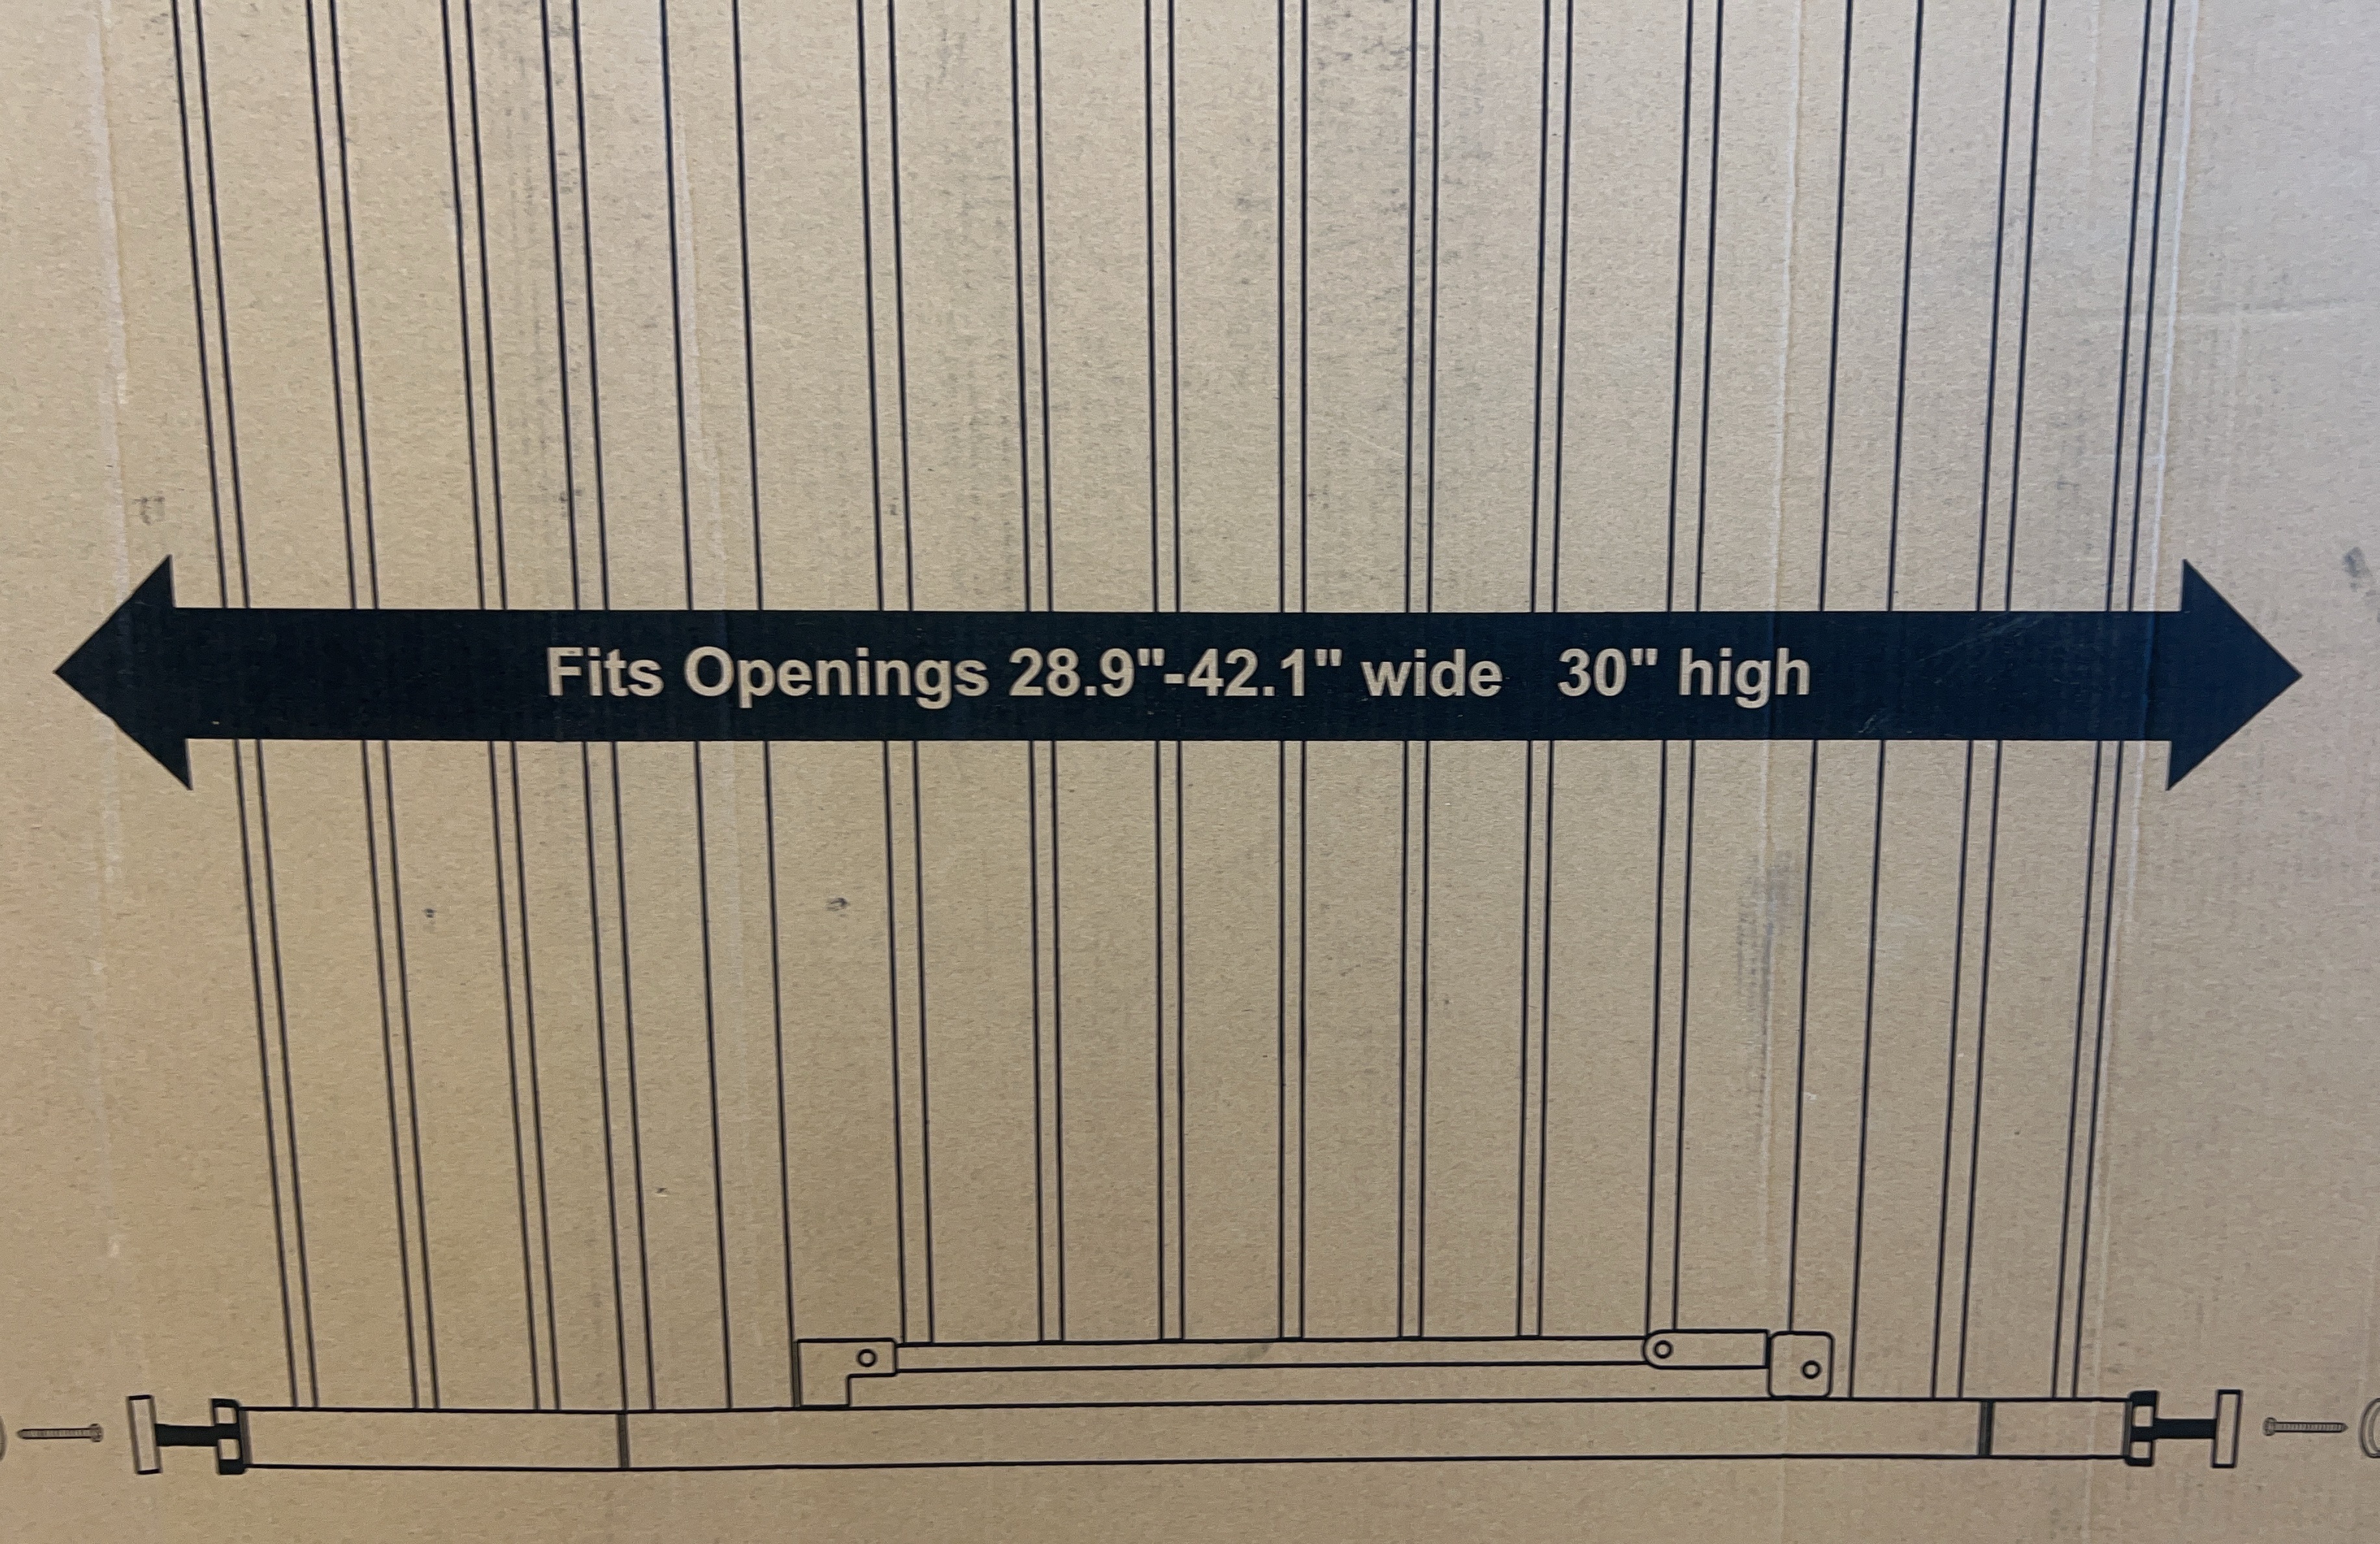 Fits Openings 28.9"-42.1" wide   30" high